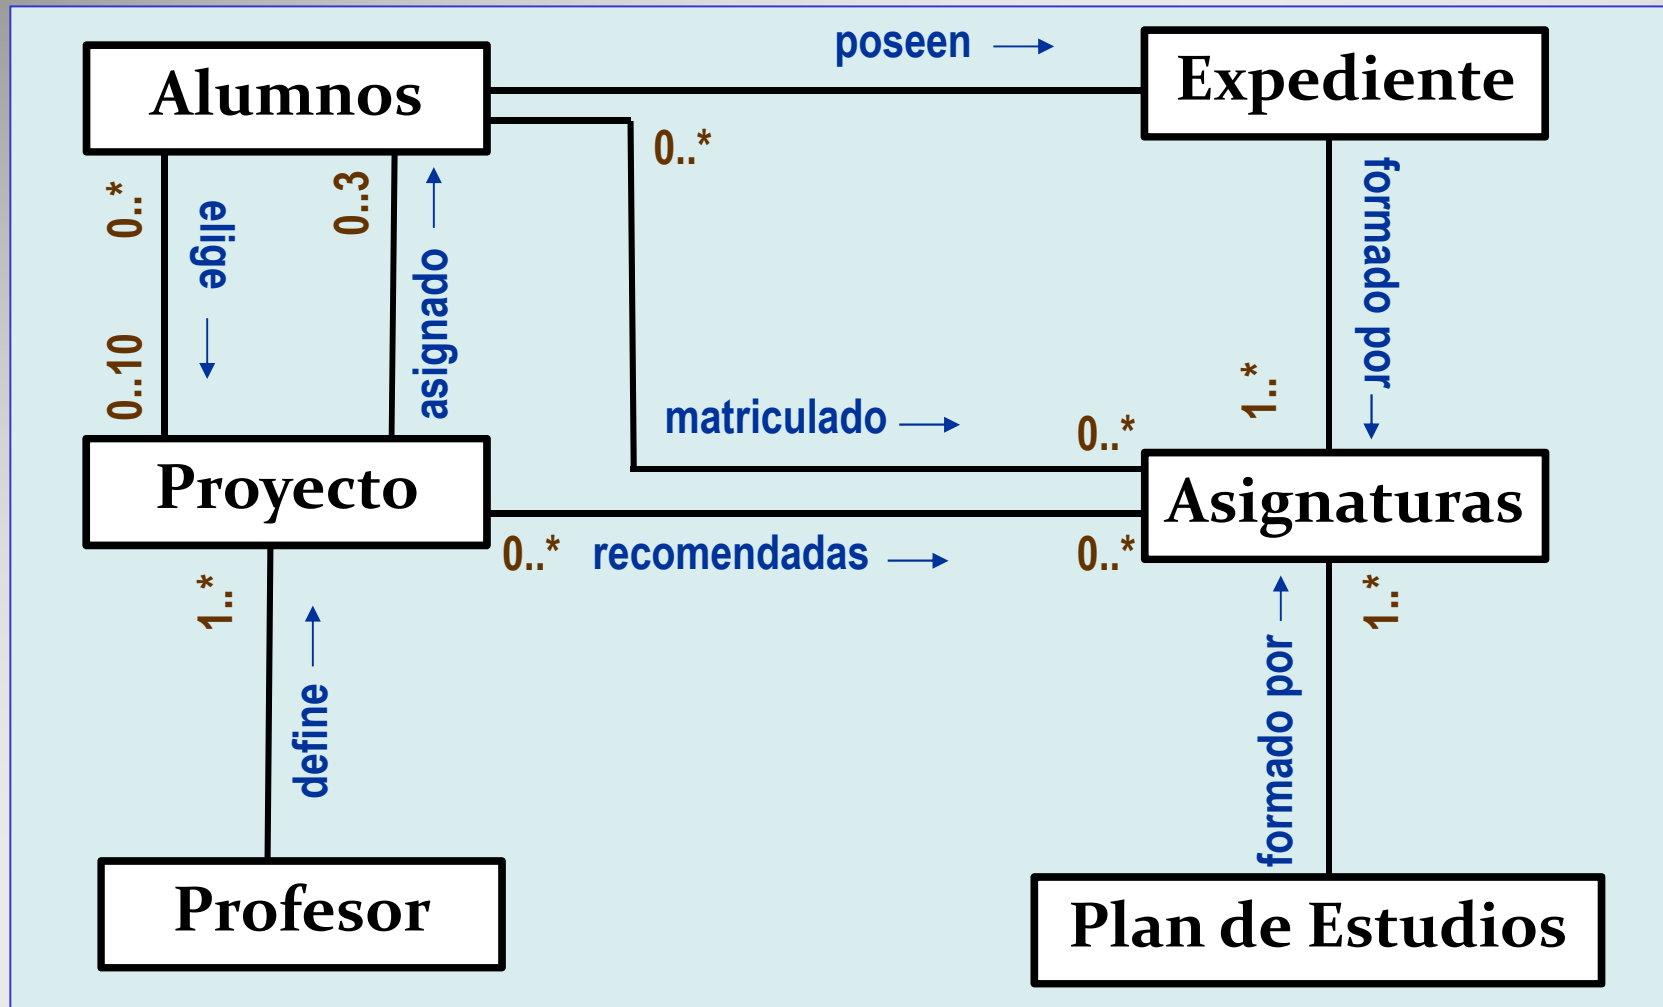 poseen
Alumnos
Expediente
0..*
0..*
elige
0..3
asignado
formado por
0..10
1..*
matriculado
0..*
Proyecto
Asignaturas
0..*
recomendadas
0..*
1..*
define
formado por
1..*
Profesor
Plan de Estudios